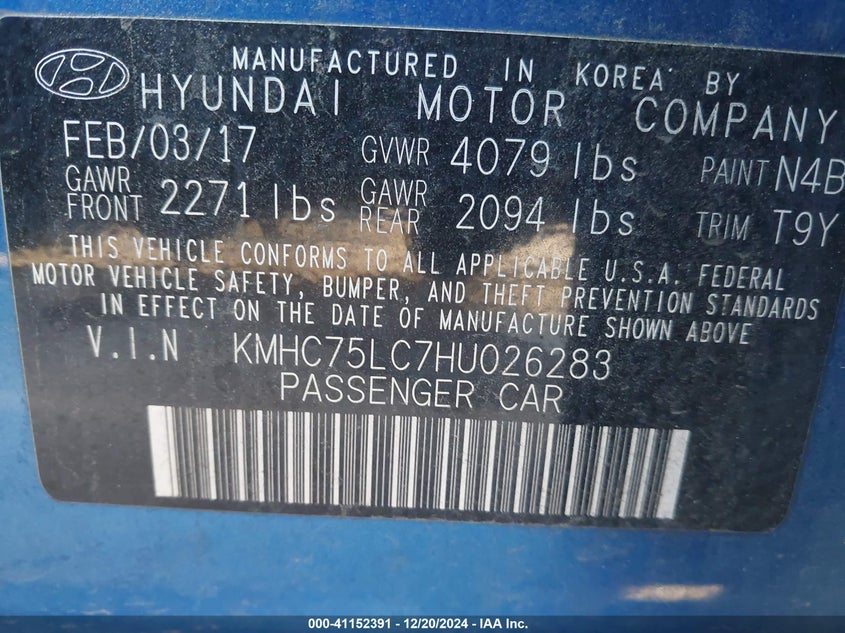 MANUFACTURED IN KOREA BY
HYUNDAI MOTOR COMPANY
FEB/03/17 GVWR 4079 lbs PAINT N4B
GAWR FRONT 2271 lbs GAWR REAR 2094 lbs TRIM T9Y
THIS VEHICLE CONFORMS TO ALL APPLICABLE U.S.A. FEDERAL
MOTOR VEHICLE SAFETY, BUMPER, AND THEFT PREVENTION STANDARDS
IN EFFECT ON THE DATE OF MANUFACTURE SHOWN ABOVE
V.I.N KMHC75LC7HU026283
PASSENGER CAR
000-41152391 - 12/20/2024 - IAA Inc.